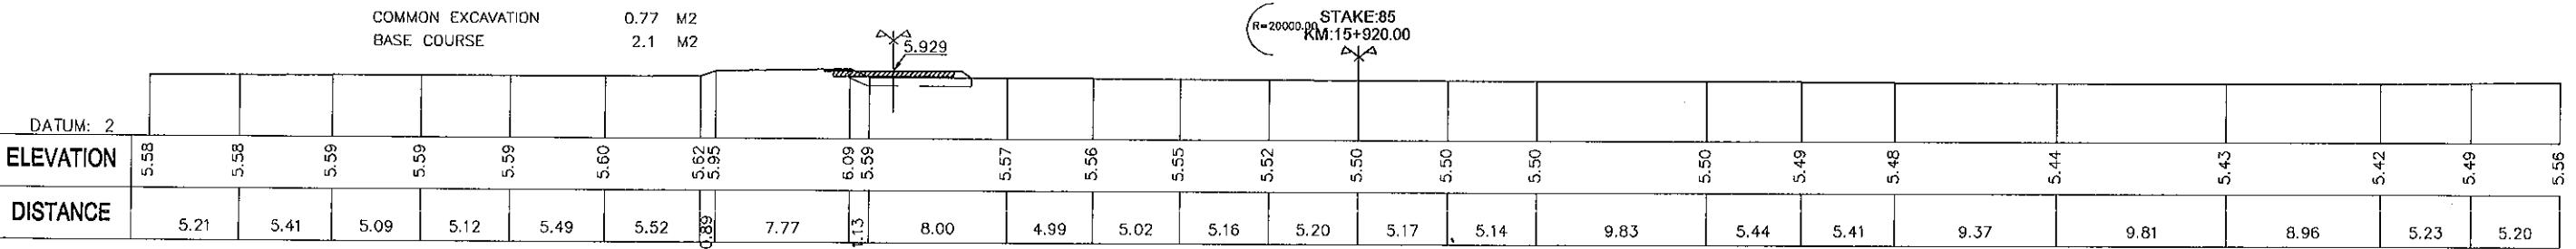 COMMON EXCAVATION 0.77 M2
BASE COURSE 2.1 M2
5.929
R=20000.00
STAKE:85
KM:15+920.00
DATUM: 2
ELEVATION 5.58 5.58 5.59 5.59 5.59 5.60 5.62 5.95 6.09 5.59 5.57 5.56 5.55 5.52 5.50 5.50 5.50 5.50 5.49 5.48 5.44 5.43 5.42 5.49 5.56
DISTANCE 5.21 5.41 5.09 5.12 5.49 5.52 0.89 7.77 1.13 8.00 4.99 5.02 5.16 5.20 5.17 5.14 9.83 5.44 5.41 9.37 9.81 8.96 5.23 5.20